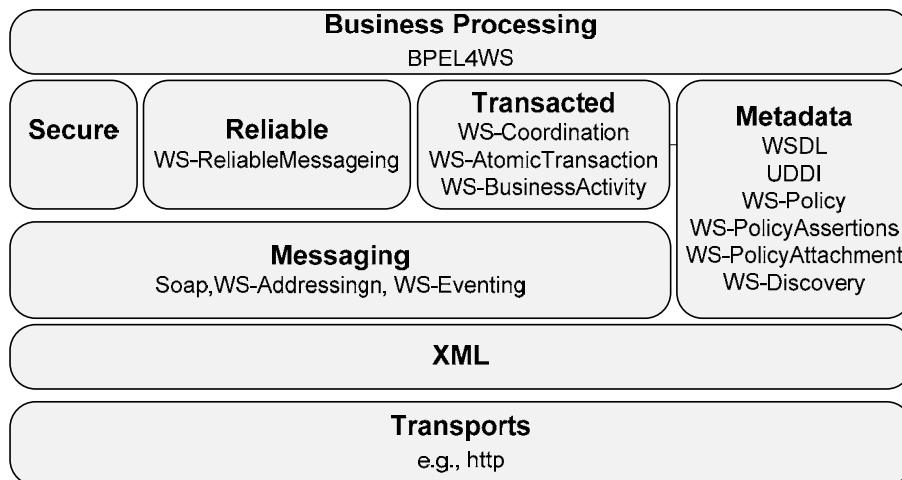 Business Processing
BPEL4WS
Secure
Reliable
WS-ReliableMessageing
Transacted
WS-Coordination
WS-AtomicTransaction
WS-BusinessActivity
Metadata
WSDL
UDDI
WS-Policy
WS-PolicyAssertions
WS-PolicyAttachment
WS-Discovery
Messaging
Soap,WS-Addressingn, WS-Eventing
XML
Transports
e.g., http